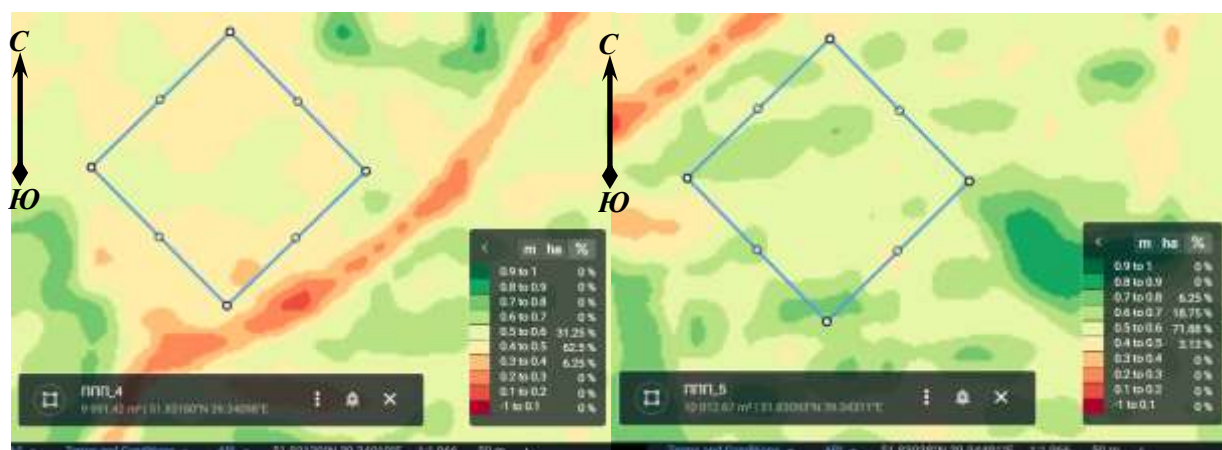 С
Ю
m ha %
0.9 to 1 0 %
0.8 to 0.9 0 %
0.7 to 0.8 0 %
0.6 to 0.7 0 %
0.5 to 0.6 31.25 %
0.4 to 0.5 62.5 %
0.3 to 0.4 6.25 %
0.2 to 0.3 0 %
0.1 to 0.2 0 %
-1 to 0.1 0 %
ППП_4
Terms and Conditions
С
Ю
m ha %
0.9 to 1 0 %
0.8 to 0.9 0 %
0.7 to 0.8 6.25 %
0.6 to 0.7 18.75 %
0.5 to 0.6 71.88 %
0.4 to 0.5 3.13 %
0.3 to 0.4 0 %
0.2 to 0.3 0 %
0.1 to 0.2 0 %
-1 to 0.1 0 %
ППП_5
Terms and Conditions